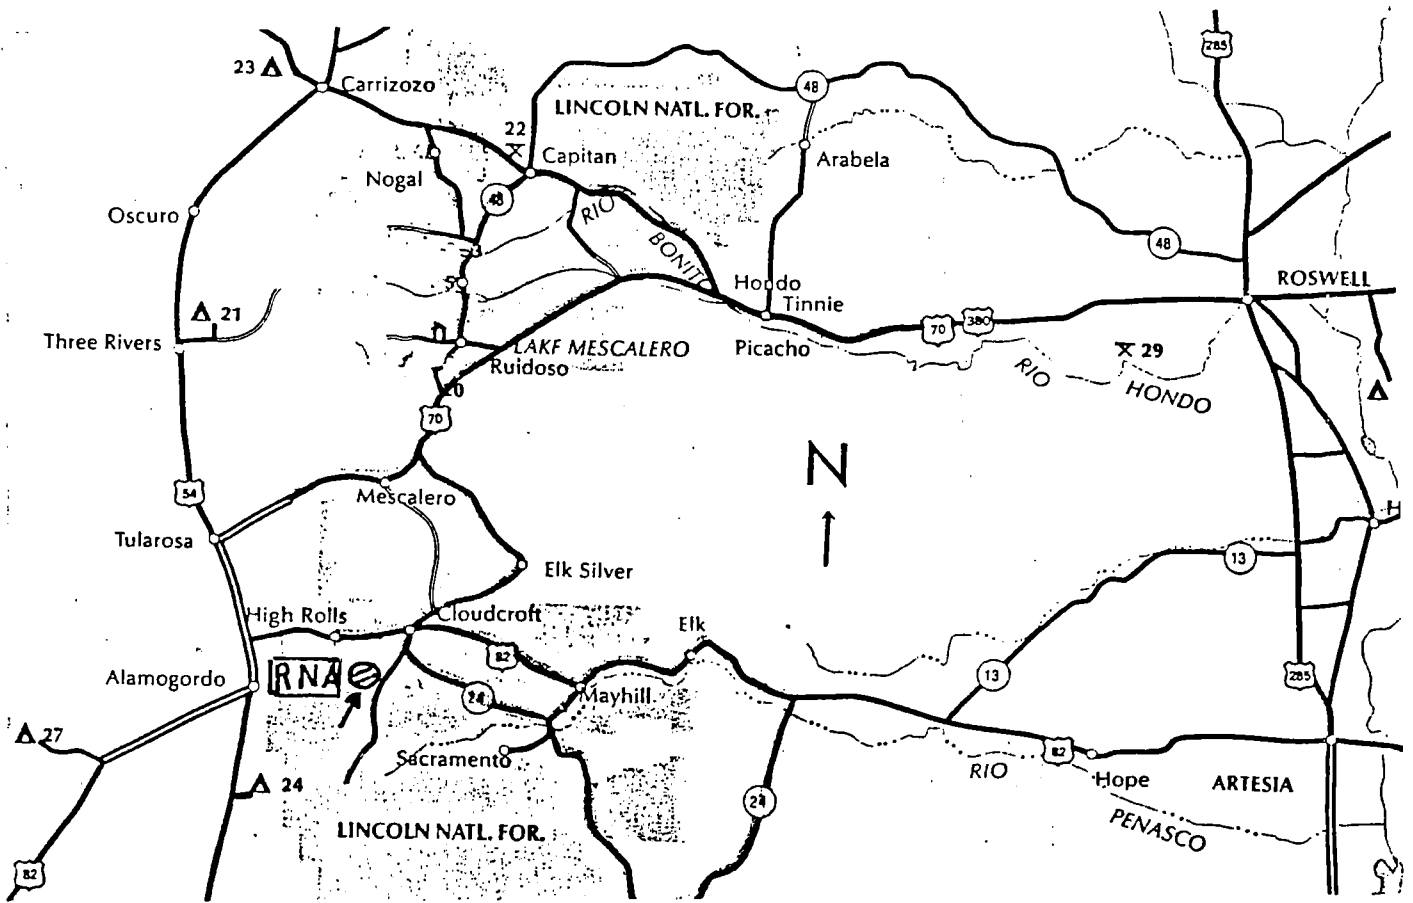 285
23
Carrizozo
48
LINCOLN NATL. FOR.
22
Capitan
Arabela
Nogal
48
RIO
Oscuro
BONITO
48
Hondo
ROSWELL
21
Tinnie
Three Rivers
70
380
LAKF MESCALERO
Picacho
29
Ruidoso
RIO
HONDO
20
70
N
54
Mescalero
H
Tularosa
13
Elk Silver
High Rolls
Cloudcroft
Elk
82
RNA
13
285
Alamogordo
24
Mayhill
27
Sacramento
82
RIO
Hope
24
24
ARTESIA
LINCOLN NATL. FOR.
PENASCO
82